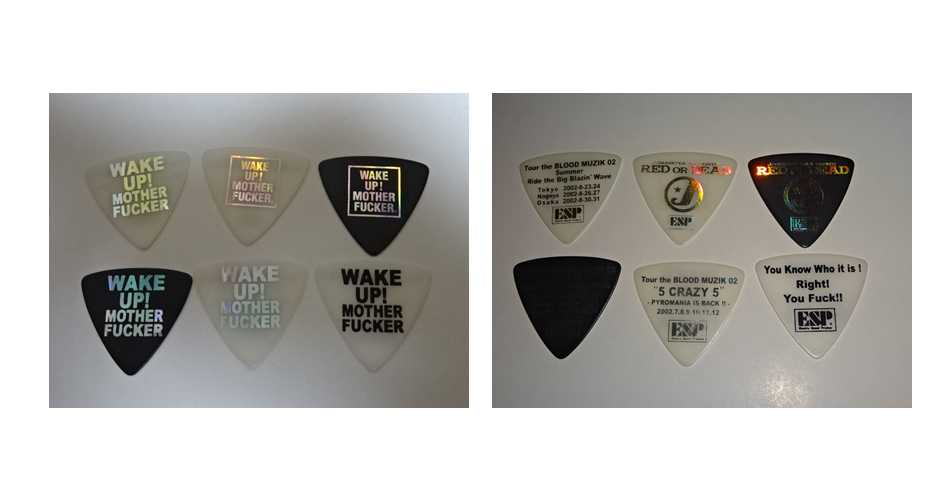 WAKE
UP!
MOTHER
FUCKER
WAKE
UP!
MOTHER
FUCKER.
WAKE
UP!
MOTHER
FUCKER.
WAKE
UP!
MOTHER
FUCKER
WAKE
UP!
MOTHER
FUCKER
WAKE
UP!
MOTHER
FUCKER
Tour the BLOOD MUZIK 02
Summer
Ride the Big Blazin' Wave
Tokyo 2002-8-23.24
Nagoya 2002-8-26.27
Osaka 2002-8-30.31
ESP
RED OR DEAD
J
ESP
RED OR DEAD
Tour the BLOOD MUZIK 02
"5 CRAZY 5"
- PYROMANIA IS BACK !! -
2002.7.8.9.10.11.12
ESP
You Know Who it is !
Right!
You Fuck!!
ESP